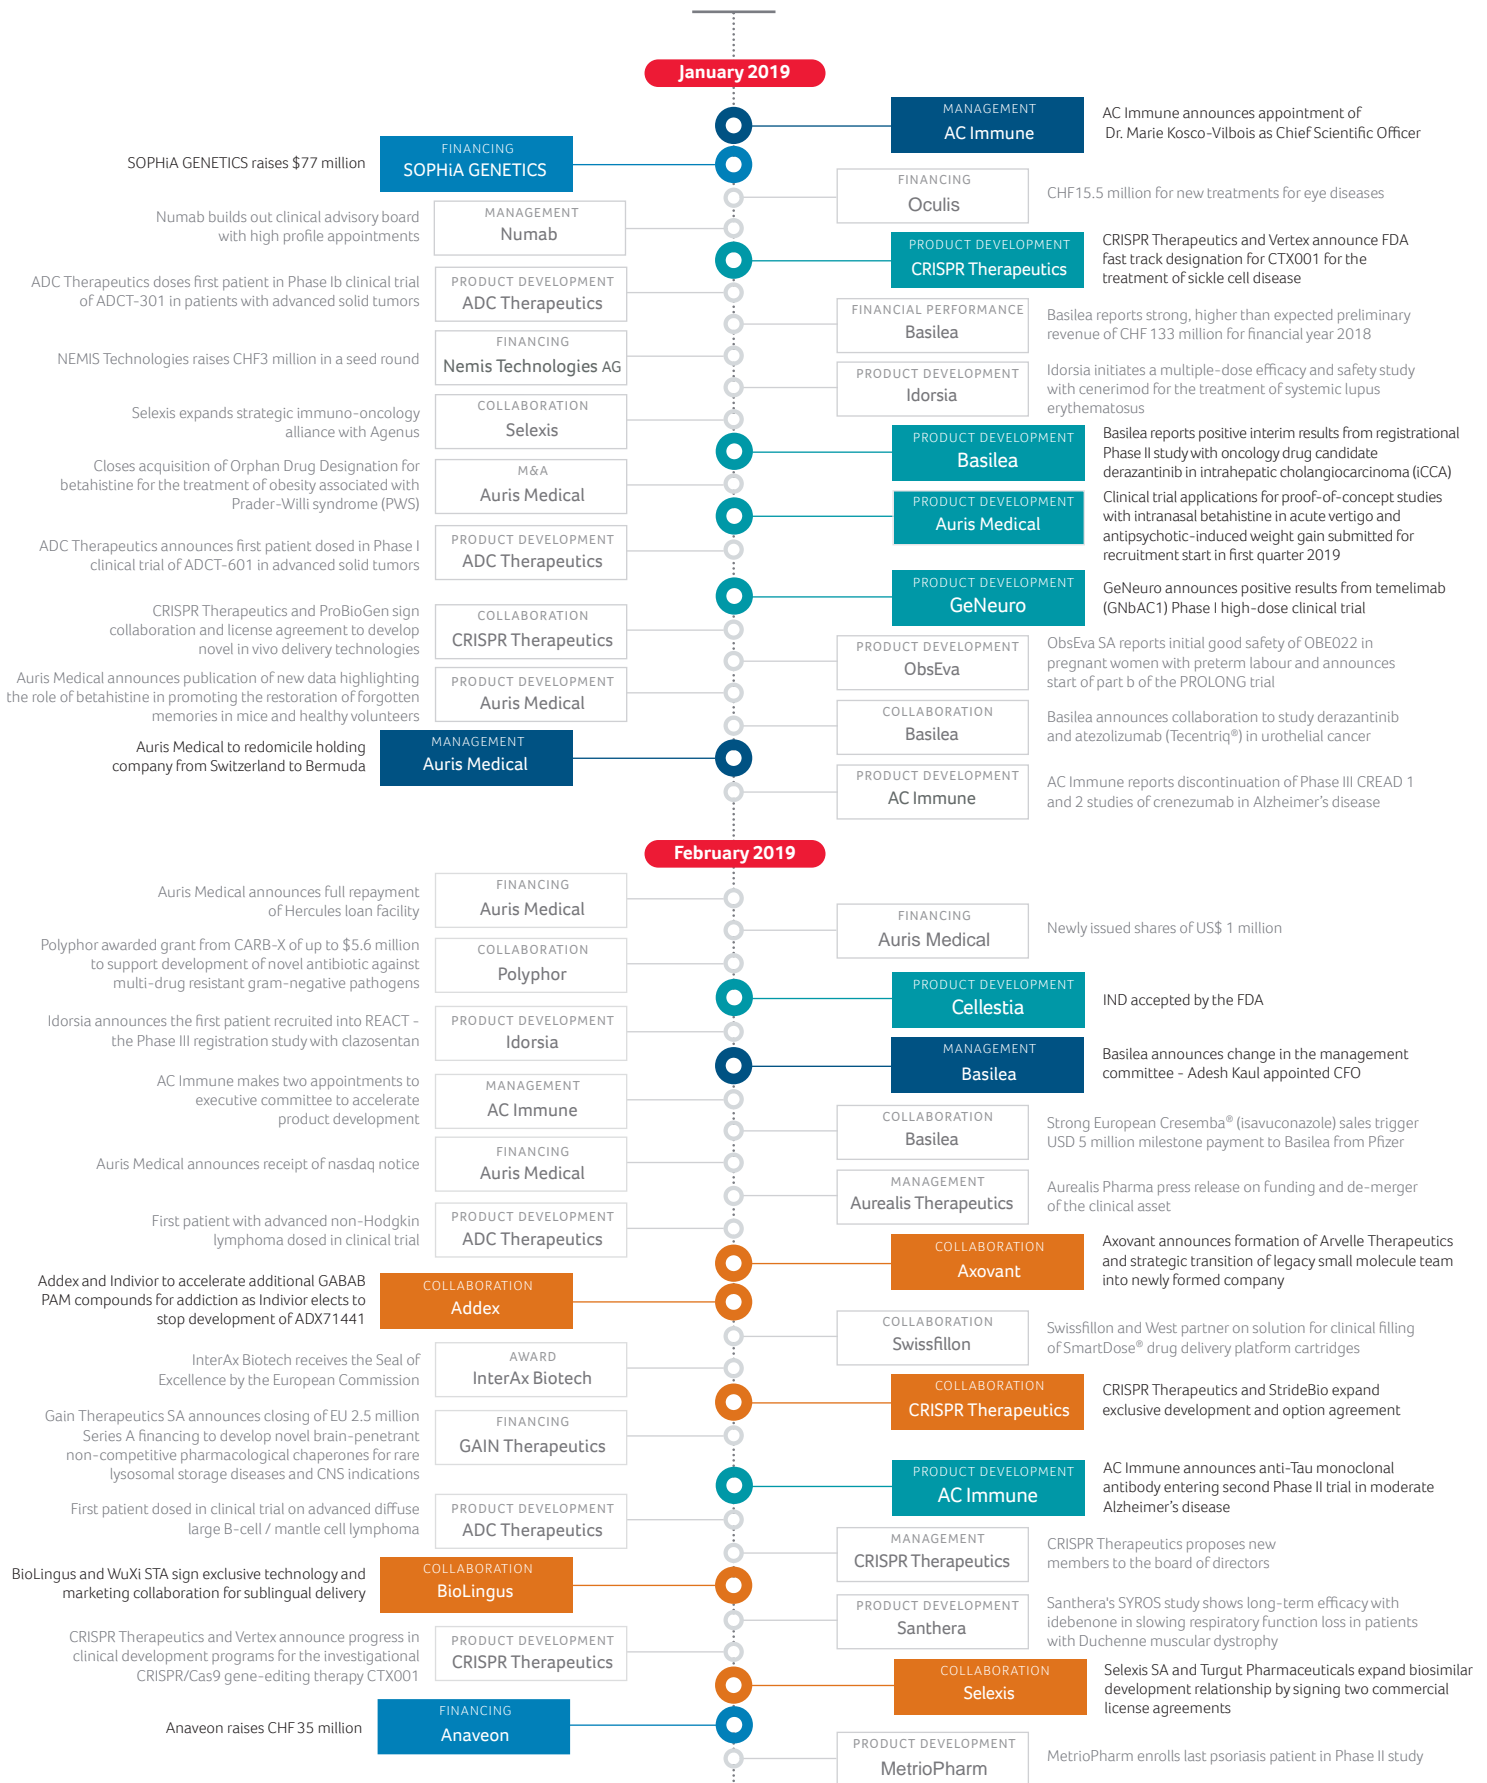 January 2019
MANAGEMENT
AC Immune
AC Immune announces appointment of
Dr. Marie Kosco-Vilbois as Chief Scientific Officer
SOPHiA GENETICS raises $77 million
FINANCING
SOPHiA GENETICS
FINANCING
Oculis
CHF15.5 million for new treatments for eye diseases
Numab builds out clinical advisory board
with high profile appointments
MANAGEMENT
Numab
PRODUCT DEVELOPMENT
CRISPR Therapeutics
CRISPR Therapeutics and Vertex announce FDA
fast track designation for CTX001 for the
treatment of sickle cell disease
ADC Therapeutics doses first patient in Phase Ib clinical trial
of ADCT-301 in patients with advanced solid tumors
PRODUCT DEVELOPMENT
ADC Therapeutics
FINANCIAL PERFORMANCE
Basilea
Basilea reports strong, higher than expected preliminary
revenue of CHF 133 million for financial year 2018
NEMIS Technologies raises CHF3 million in a seed round
FINANCING
Nemis Technologies AG
PRODUCT DEVELOPMENT
Idorsia
Idorsia initiates a multiple-dose efficacy and safety study
with cenerimod for the treatment of systemic lupus
erythematosus
Selexis expands strategic immuno-oncology
alliance with Agenus
COLLABORATION
Selexis
PRODUCT DEVELOPMENT
Basilea
Basilea reports positive interim results from registrational
Phase II study with oncology drug candidate
derazantinib in intrahepatic cholangiocarcinoma (iCCA)
Closes acquisition of Orphan Drug Designation for
betahistine for the treatment of obesity associated with
Prader-Willi syndrome (PWS)
M&A
Auris Medical
PRODUCT DEVELOPMENT
Auris Medical
Clinical trial applications for proof-of-concept studies
with intranasal betahistine in acute vertigo and
antipsychotic-induced weight gain submitted for
recruitment start in first quarter 2019
ADC Therapeutics announces first patient dosed in Phase I
clinical trial of ADCT-601 in advanced solid tumors
PRODUCT DEVELOPMENT
ADC Therapeutics
PRODUCT DEVELOPMENT
GeNeuro
GeNeuro announces positive results from temelimab
(GNbAC1) Phase I high-dose clinical trial
CRISPR Therapeutics and ProBioGen sign
collaboration and license agreement to develop
novel in vivo delivery technologies
COLLABORATION
CRISPR Therapeutics
PRODUCT DEVELOPMENT
ObsEva
ObsEva SA reports initial good safety of OBE022 in
pregnant women with preterm labour and announces
start of part b of the PROLONG trial
Auris Medical announces publication of new data highlighting
the role of betahistine in promoting the restoration of forgotten
memories in mice and healthy volunteers
PRODUCT DEVELOPMENT
Auris Medical
COLLABORATION
Basilea
Basilea announces collaboration to study derazantinib
and atezolizumab (Tecentriq®) in urothelial cancer
Auris Medical to redomicile holding
company from Switzerland to Bermuda
MANAGEMENT
Auris Medical
PRODUCT DEVELOPMENT
AC Immune
AC Immune reports discontinuation of Phase III CREAD 1
and 2 studies of crenezumab in Alzheimer's disease
February 2019
Auris Medical announces full repayment
of Hercules loan facility
FINANCING
Auris Medical
FINANCING
Auris Medical
Newly issued shares of US$ 1 million
Polyphor awarded grant from CARB-X of up to $5.6 million
to support development of novel antibiotic against
multi-drug resistant gram-negative pathogens
COLLABORATION
Polyphor
PRODUCT DEVELOPMENT
Cellestia
IND accepted by the FDA
Idorsia announces the first patient recruited into REACT -
the Phase III registration study with clazosentan
PRODUCT DEVELOPMENT
Idorsia
MANAGEMENT
Basilea
Basilea announces change in the management
committee - Adesh Kaul appointed CFO
AC Immune makes two appointments to
executive committee to accelerate
product development
MANAGEMENT
AC Immune
COLLABORATION
Basilea
Strong European Cresemba® (isavuconazole) sales trigger
USD 5 million milestone payment to Basilea from Pfizer
Auris Medical announces receipt of nasdaq notice
FINANCING
Auris Medical
MANAGEMENT
Aurealis Therapeutics
Aurealis Pharma press release on funding and de-merger
of the clinical asset
First patient with advanced non-Hodgkin
lymphoma dosed in clinical trial
PRODUCT DEVELOPMENT
ADC Therapeutics
COLLABORATION
Axovant
Axovant announces formation of Arvelle Therapeutics
and strategic transition of legacy small molecule team
into newly formed company
Addex and Indivior to accelerate additional GABAB
PAM compounds for addiction as Indivior elects to
stop development of ADX71441
COLLABORATION
Addex
COLLABORATION
Swissfillon
Swissfillon and West partner on solution for clinical filling
of SmartDose® drug delivery platform cartridges
InterAx Biotech receives the Seal of
Excellence by the European Commission
AWARD
InterAx Biotech
COLLABORATION
CRISPR Therapeutics
CRISPR Therapeutics and StrideBio expand
exclusive development and option agreement
Gain Therapeutics SA announces closing of EU 2.5 million
Series A financing to develop novel brain-penetrant
non-competitive pharmacological chaperones for rare
lysosomal storage diseases and CNS indications
FINANCING
GAIN Therapeutics
PRODUCT DEVELOPMENT
AC Immune
AC Immune announces anti-Tau monoclonal
antibody entering second Phase II trial in moderate
Alzheimer's disease
First patient dosed in clinical trial on advanced diffuse
large B-cell / mantle cell lymphoma
PRODUCT DEVELOPMENT
ADC Therapeutics
MANAGEMENT
CRISPR Therapeutics
CRISPR Therapeutics proposes new
members to the board of directors
BioLingus and WuXi STA sign exclusive technology and
marketing collaboration for sublingual delivery
COLLABORATION
BioLingus
PRODUCT DEVELOPMENT
Santhera
Santhera's SYROS study shows long-term efficacy with
idebenone in slowing respiratory function loss in patients
with Duchenne muscular dystrophy
CRISPR Therapeutics and Vertex announce progress in
clinical development programs for the investigational
CRISPR/Cas9 gene-editing therapy CTX001
PRODUCT DEVELOPMENT
CRISPR Therapeutics
COLLABORATION
Selexis
Selexis SA and Turgut Pharmaceuticals expand biosimilar
development relationship by signing two commercial
license agreements
Anaveon raises CHF 35 million
FINANCING
Anaveon
PRODUCT DEVELOPMENT
MetrioPharm
MetrioPharm enrolls last psoriasis patient in Phase II study